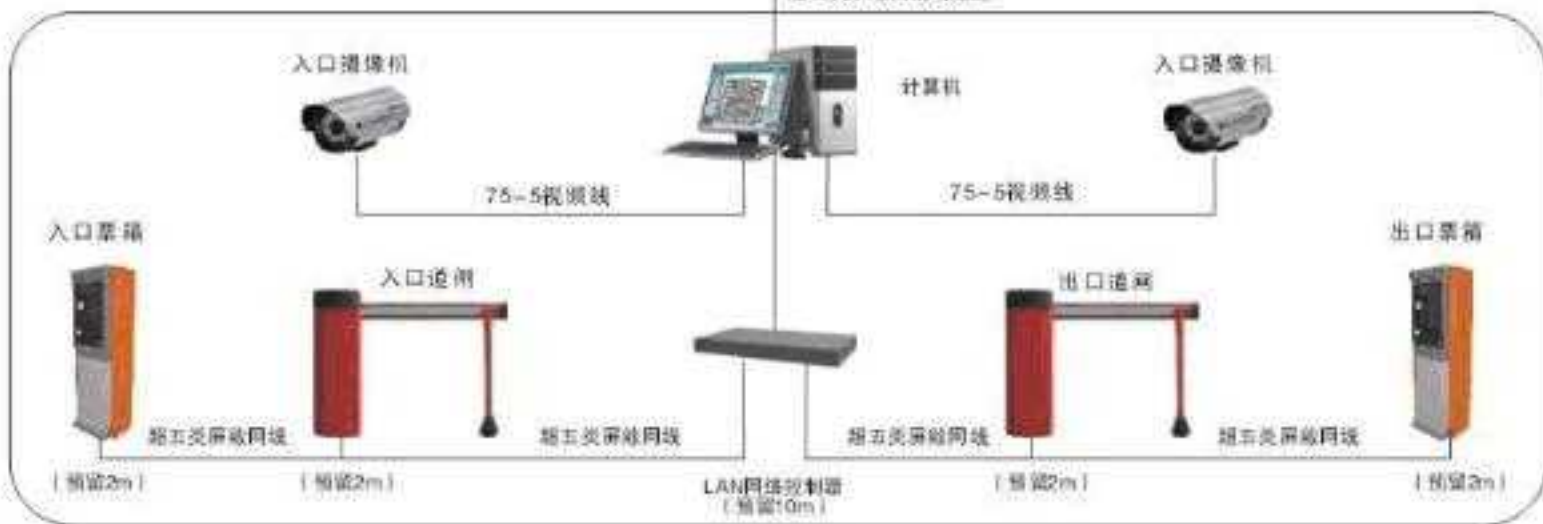 入口摄像机
计算机
入口摄像机
75-5视频线
75-5视频线
入口票箱
出口票箱
入口道闸
出口道闸
超五类屏蔽网线
超五类屏蔽网线
超五类屏蔽网线
超五类屏蔽网线
(预留2m)
(预留2m)
LAN网络控制器
(预留10m)
(预留2m)
(预留2m)